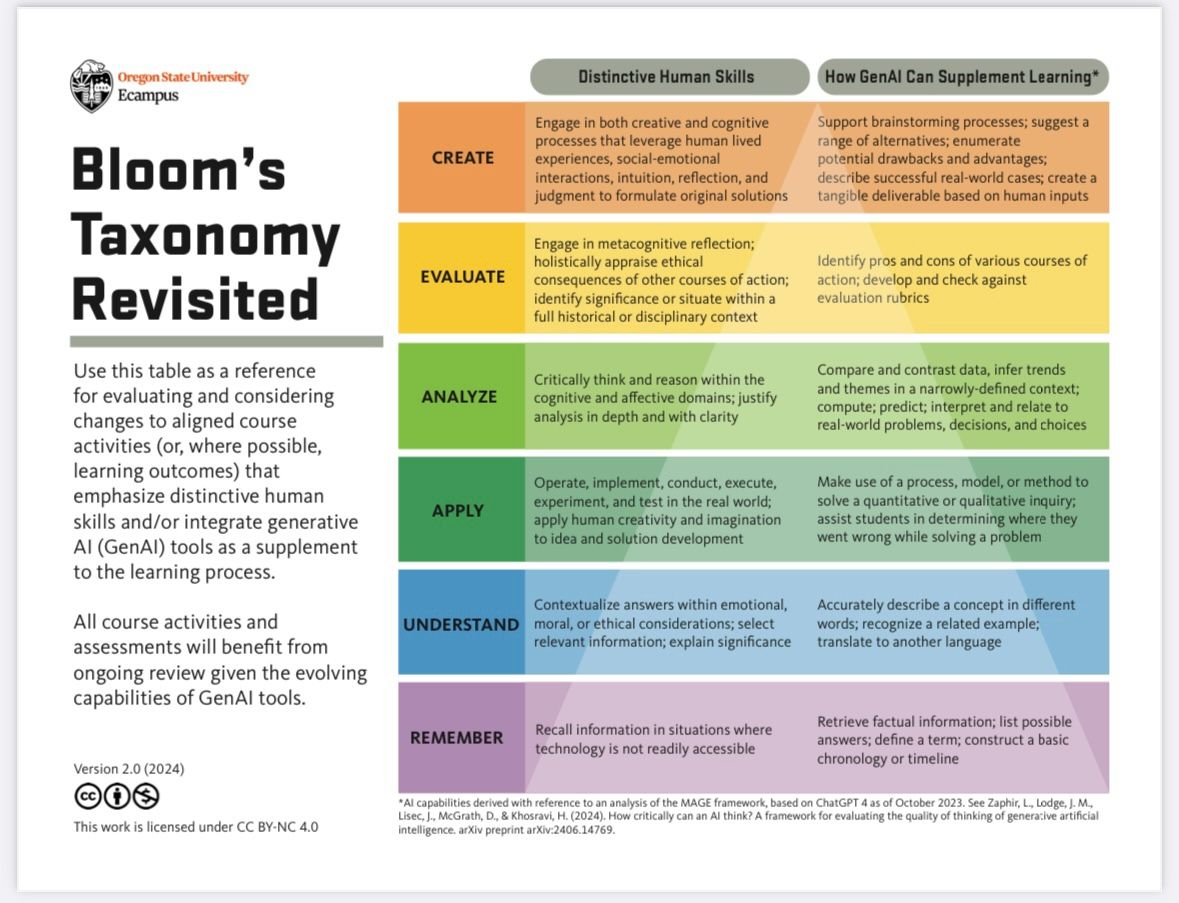 Oregon State University
Ecampus
Bloom's
Taxonomy
Revisited
Use this table as a reference
for evaluating and considering
changes to aligned course
activities (or, where possible,
learning outcomes) that
emphasize distinctive human
skills and/or integrate generative
AI (GenAI) tools as a supplement
to the learning process.
All course activities and
assessments will benefit from
ongoing review given the evolving
capabilities of GenAI tools.
Version 2.0 (2024)
cc
This work is licensed under CC BY-NC 4.0
Distinctive Human Skills
How GenAI Can Supplement Learning*
CREATE
Engage in both creative and cognitive
processes that leverage human lived
experiences, social-emotional
interactions, intuition, reflection, and
judgment to formulate original solutions
Support brainstorming processes; suggest a
range of alternatives; enumerate
potential drawbacks and advantages;
describe successful real-world cases; create a
tangible deliverable based on human inputs
EVALUATE
Engage in metacognitive reflection;
holistically appraise ethical
consequences of other courses of action;
identify significance or situate within a
full historical or disciplinary context
Identify pros and cons of various courses of
action; develop and check against
evaluation rubrics
ANALYZE
Critically think and reason within the
cognitive and affective domains; justify
analysis in depth and with clarity
Compare and contrast data, infer trends
and themes in a narrowly-defined context;
compute; predict; interpret and relate to
real-world problems, decisions, and choices
APPLY
Operate, implement, conduct, execute,
experiment, and test in the real world;
apply human creativity and imagination
to idea and solution development
Make use of a process, model, or method to
solve a quantitative or qualitative inquiry;
assist students in determining where they
went wrong while solving a problem
UNDERSTAND
Contextualize answers within emotional,
moral, or ethical considerations; select
relevant information; explain significance
Accurately describe a concept in different
words; recognize a related example;
translate to another language
REMEMBER
Recall information in situations where
technology is not readily accessible
Retrieve factual information; list possible
answers; define a term; construct a basic
chronology or timeline
*AI capabilities derived with reference to an analysis of the MAGE framework, based on ChatGPT 4 as of October 2023. See Zaphir, L., Lodge, J. M.,
Lisec, J., McGrath, D., & Khosravi, H. (2024). How critically can an AI think? A framework for evaluating the quality of thinking of generative artificial
intelligence. arXiv preprint arXiv:2406.14769.